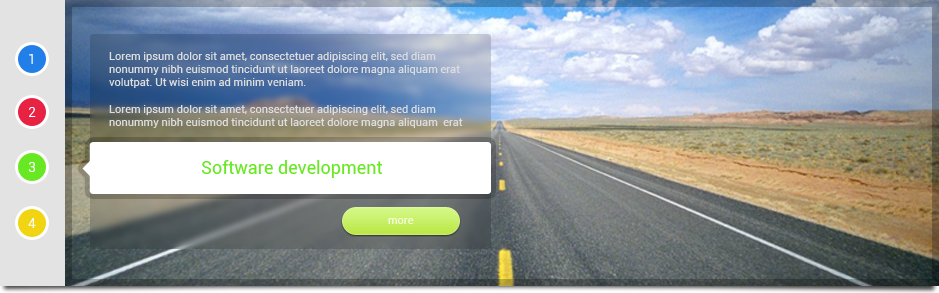 1
Lorem ipsum dolor sit amet, consectetuer adipiscing elit, sed diam
nonummy nibh euismod tincidunt ut laoreet dolore magna aliquam erat
volutpat. Ut wisi enim ad minim veniam.
2
Lorem ipsum dolor sit amet, consectetuer adipiscing elit, sed diam
nonummy nibh euismod tincidunt ut laoreet dolore magna aliquam erat
3
Software development
4
more